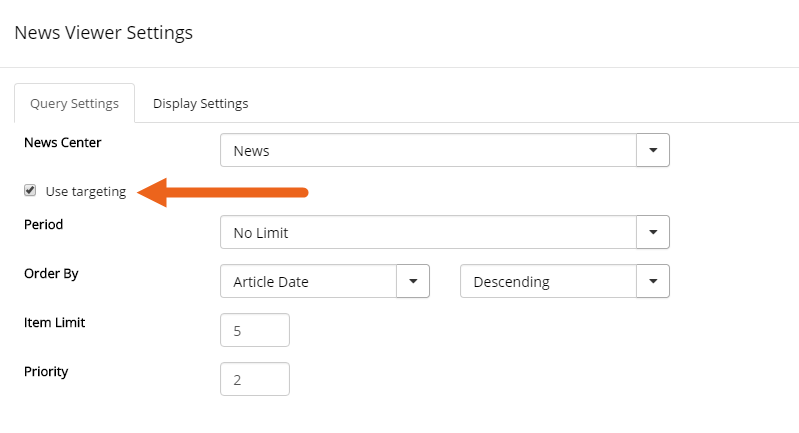 News Viewer Settings
Query Settings Display Settings
News Center News
Use targeting
Period No Limit
Order By Article Date Descending
Item Limit 5
Priority 2